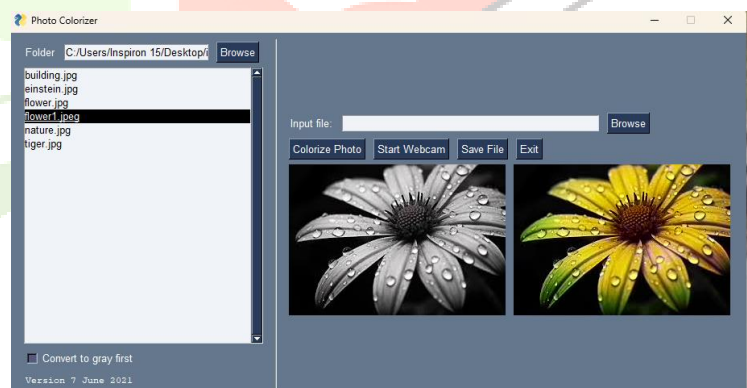 Photo Colorizer
Folder C:/Users/Inspiron 15/Desktop/i Browse
building.jpg
einstein.jpg
flower.jpg
flower1.jpeg
nature.jpg
tiger.jpg
Convert to gray first
Version 7 June 2021
Input file: Browse
Colorize Photo Start Webcam Save File Exit